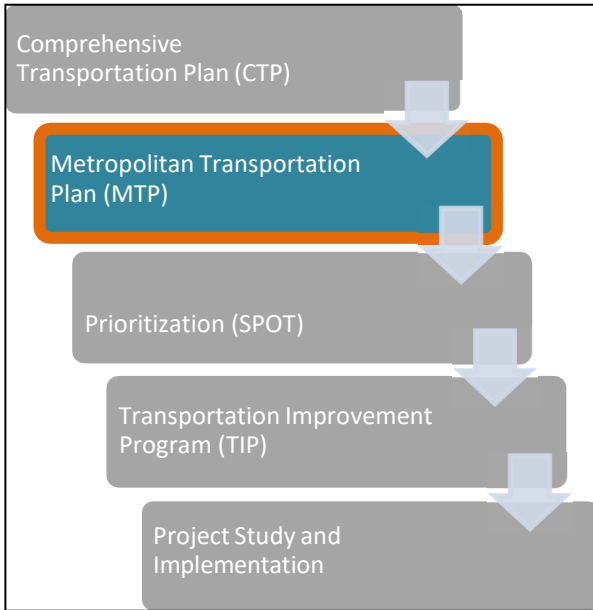 Comprehensive
Transportation Plan (CTP)
Metropolitan Transportation
Plan (MTP)
Prioritization (SPOT)
Transportation Improvement
Program (TIP)
Project Study and
Implementation